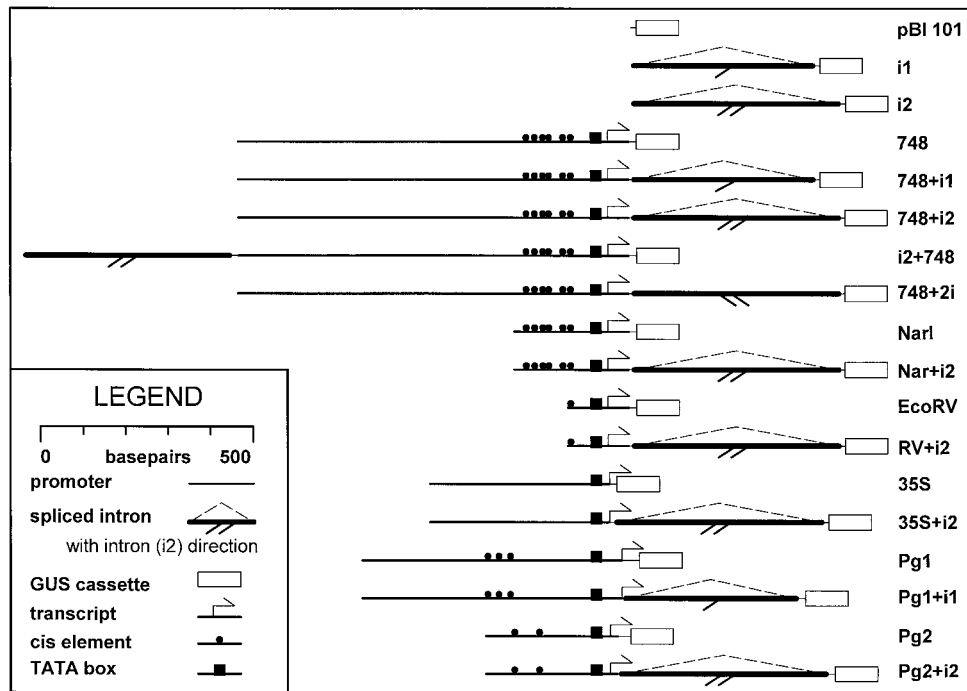 pBI 101
i1
i2
748
748+i1
748+i2
i2+748
748+2i
NarI
Nar+i2
EcoRV
RV+i2
35S
35S+i2
Pg1
Pg1+i1
Pg2
Pg2+i2
LEGEND
0 basepairs 500
promoter
spliced intron
with intron (i2) direction
GUS cassette
transcript
cis element
TATA box